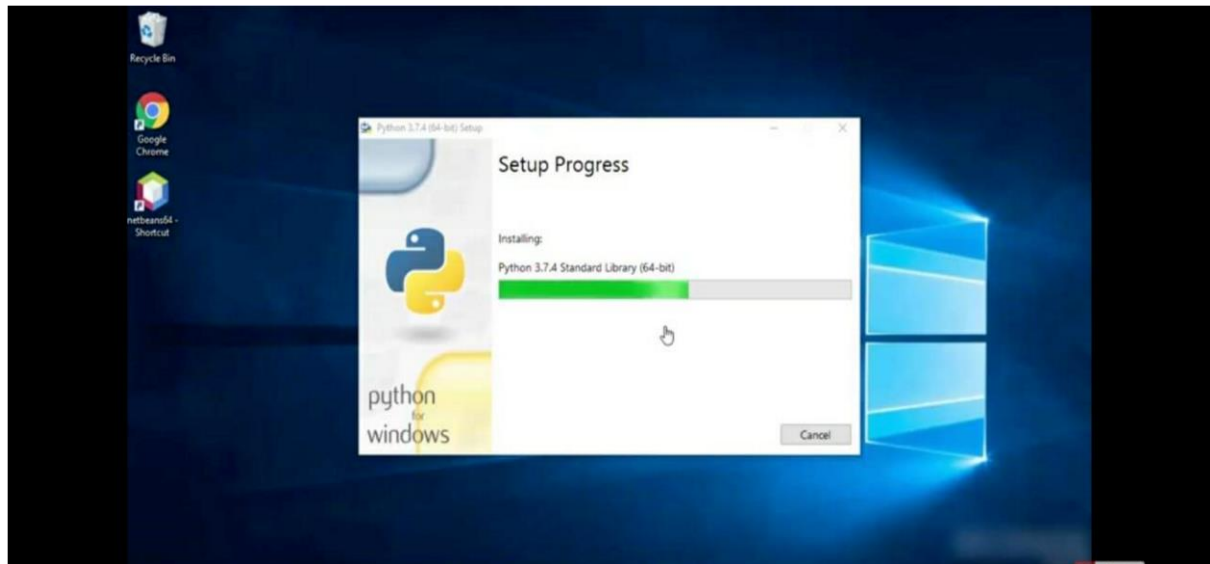 Recycle Bin
Google
Chrome
netbeans64 -
Shortcut
Python 3.7.4 (64-bit) Setup
Setup Progress
Installing:
Python 3.7.4 Standard Library (64-bit)
python
for
windows
Cancel